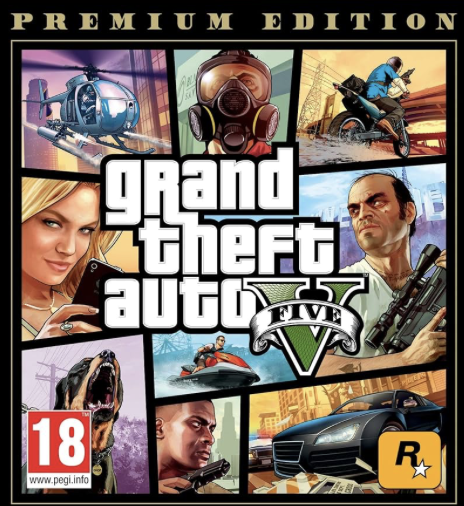 PREMIUM EDITION
grand
theft
auto V
FIVE
18
www.pegi.info
R